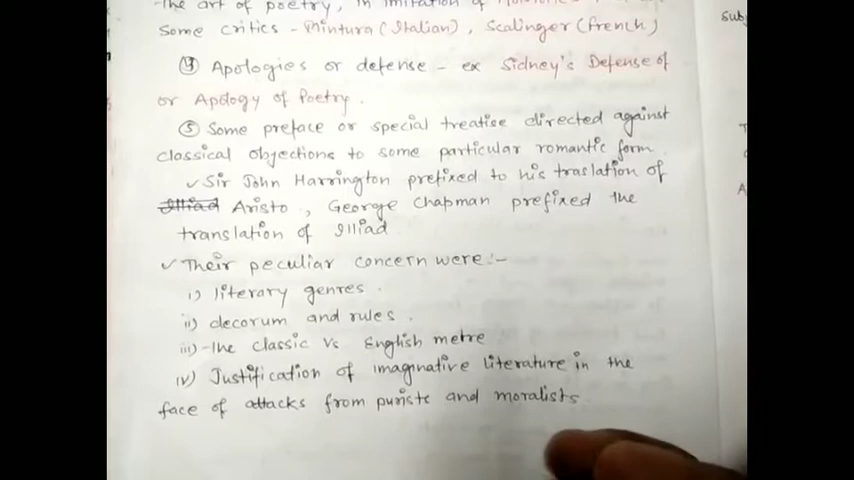 The art of poetry, in imitation of
Some critics - Mintura (Italian), Scalinger (French)
④ Apologies or defense - ex Sidney's Defense of
or Apology of Poetry.
⑤ Some preface or special treatise directed against
classical objections to some particular romantic form
✓ Sir John Harrington prefixed to his traslation of
Aristo, George Chapman prefixed the
translation of Illiad
✓ Their peculiar concern were :-
i) literary genres.
ii) decorum and rules.
iii) The classic vs English metre
iv) Justification of imaginative literature in the
face of attacks from purists and moralists
Sub